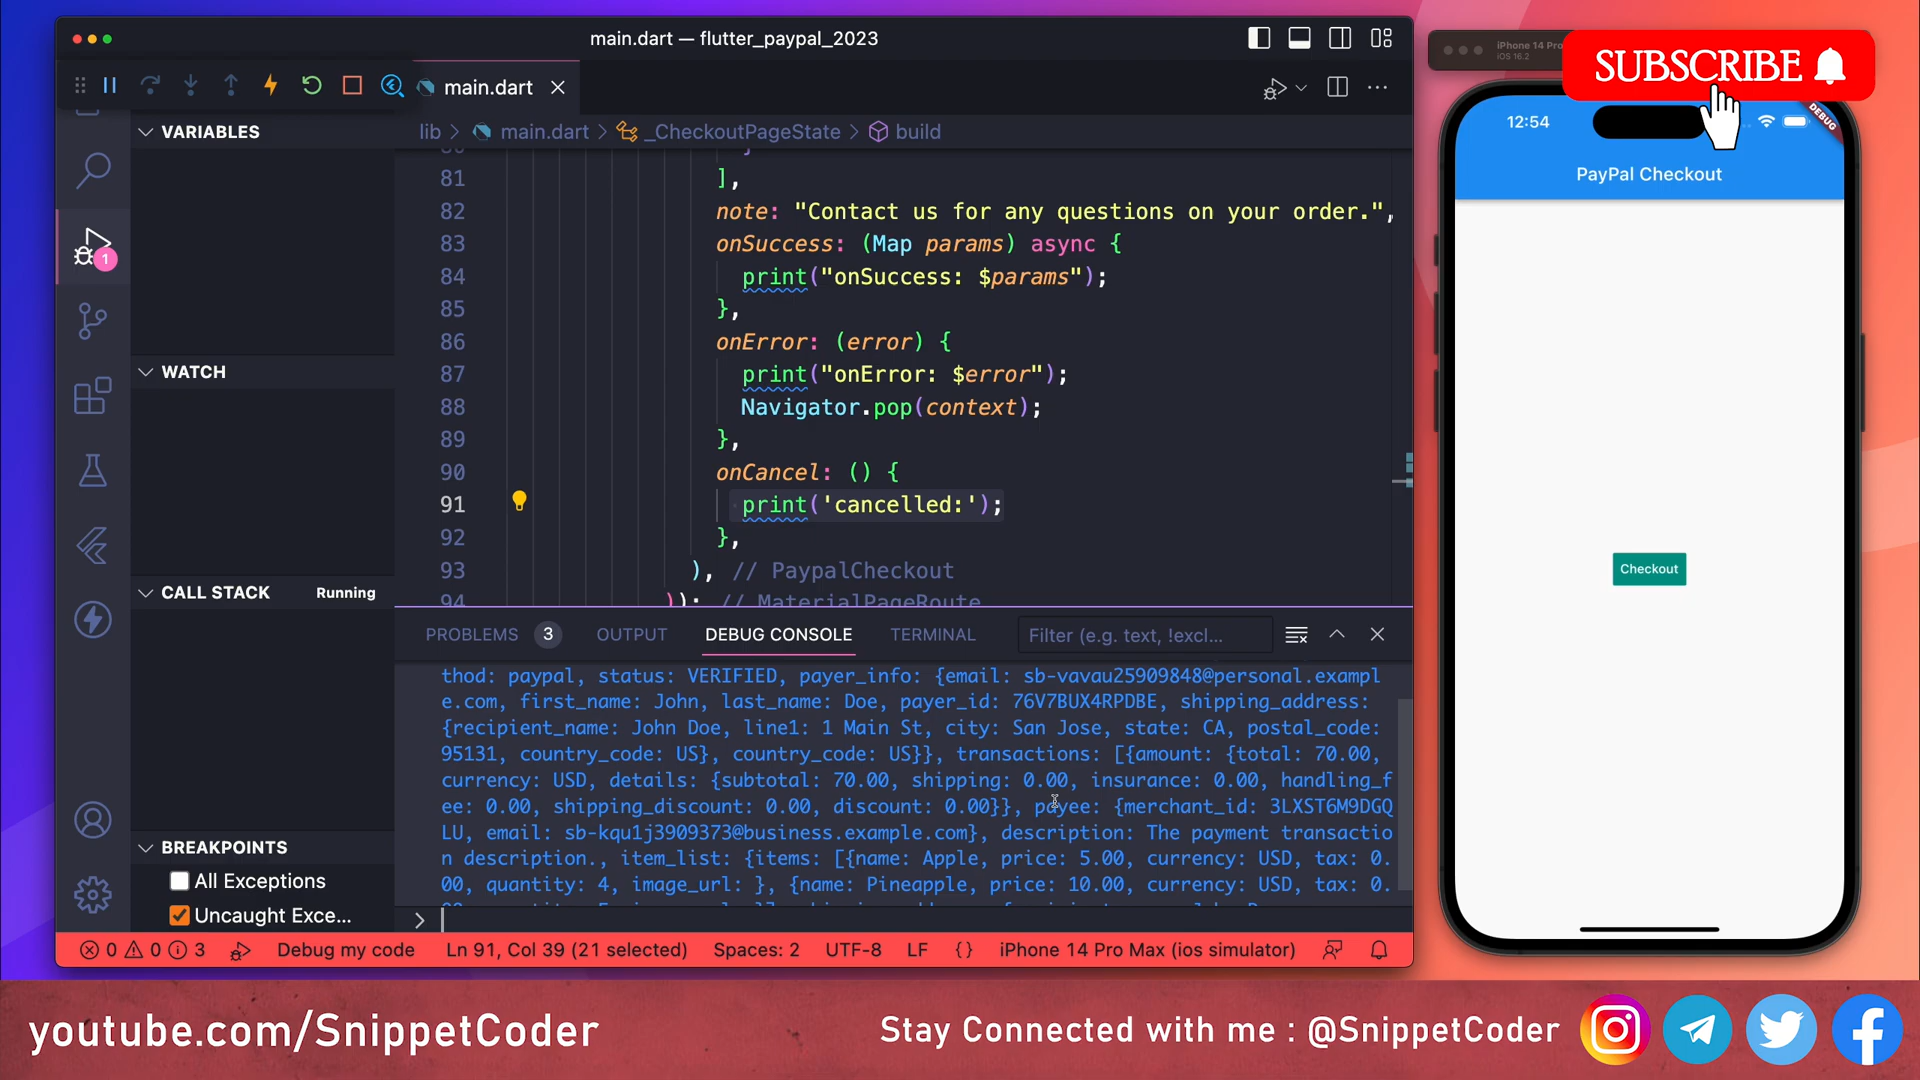 main.dart — flutter_paypal_2023
main.dart
lib > main.dart > _CheckoutPageState > build
VARIABLES
WATCH
CALL STACK Running
BREAKPOINTS
All Exceptions
Uncaught Exce...
1
81 ],
82 note: "Contact us for any questions on your order.",
83 onSuccess: (Map params) async {
84 print("onSuccess: $params");
85 },
86 onError: (error) {
87 print("onError: $error");
88 Navigator.pop(context);
89 },
90 onCancel: () {
91 print('cancelled:');
92 },
93 ), // PaypalCheckout
94 )); // MaterialPageRoute
PROBLEMS 3 OUTPUT DEBUG CONSOLE TERMINAL Filter (e.g. text, !excl...
thod: paypal, status: VERIFIED, payer_info: {email: sb-vavau25909848@personal.exampl
e.com, first_name: John, last_name: Doe, payer_id: 76V7BUX4RPDBE, shipping_address:
{recipient_name: John Doe, line1: 1 Main St, city: San Jose, state: CA, postal_code:
95131, country_code: US}, country_code: US}}, transactions: [{amount: {total: 70.00,
currency: USD, details: {subtotal: 70.00, shipping: 0.00, insurance: 0.00, handling_f
ee: 0.00, shipping_discount: 0.00, discount: 0.00}}, payee: {merchant_id: 3LXST6M9DGQ
LU, email: sb-kqu1j3909373@business.example.com}, description: The payment transactio
n description., item_list: {items: [{name: Apple, price: 5.00, currency: USD, tax: 0.
00, quantity: 4, image_url: }, {name: Pineapple, price: 10.00, currency: USD, tax: 0.
>
0 0 3 Debug my code Ln 91, Col 39 (21 selected) Spaces: 2 UTF-8 LF {} iPhone 14 Pro Max (ios simulator)
iPhone 14 Pro
iOS 16.2
SUBSCRIBE
12:54
DEBUG
PayPal Checkout
Checkout
youtube.com/SnippetCoder
Stay Connected with me : @SnippetCoder